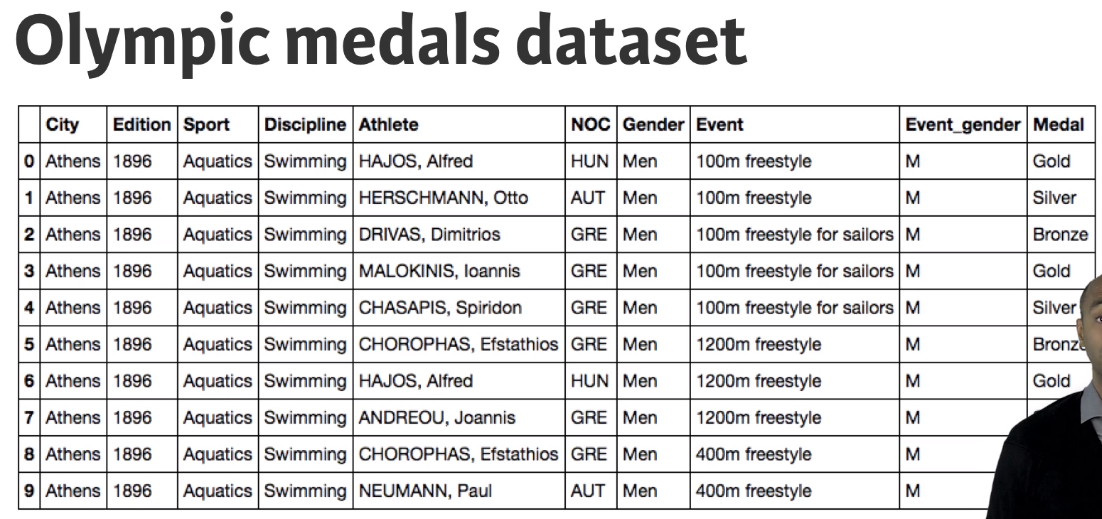 Olympic medals dataset
City Edition Sport Discipline Athlete NOC Gender Event Event_gender Medal
0 Athens 1896 Aquatics Swimming HAJOS, Alfred HUN Men 100m freestyle M Gold
1 Athens 1896 Aquatics Swimming HERSCHMANN, Otto AUT Men 100m freestyle M Silver
2 Athens 1896 Aquatics Swimming DRIVAS, Dimitrios GRE Men 100m freestyle for sailors M Bronze
3 Athens 1896 Aquatics Swimming MALOKINIS, Ioannis GRE Men 100m freestyle for sailors M Gold
4 Athens 1896 Aquatics Swimming CHASAPIS, Spiridon GRE Men 100m freestyle for sailors M Silver
5 Athens 1896 Aquatics Swimming CHOROPHAS, Efstathios GRE Men 1200m freestyle M Bronze
6 Athens 1896 Aquatics Swimming HAJOS, Alfred HUN Men 1200m freestyle M Gold
7 Athens 1896 Aquatics Swimming ANDREOU, Joannis GRE Men 1200m freestyle M
8 Athens 1896 Aquatics Swimming CHOROPHAS, Efstathios GRE Men 400m freestyle M
9 Athens 1896 Aquatics Swimming NEUMANN, Paul AUT Men 400m freestyle M